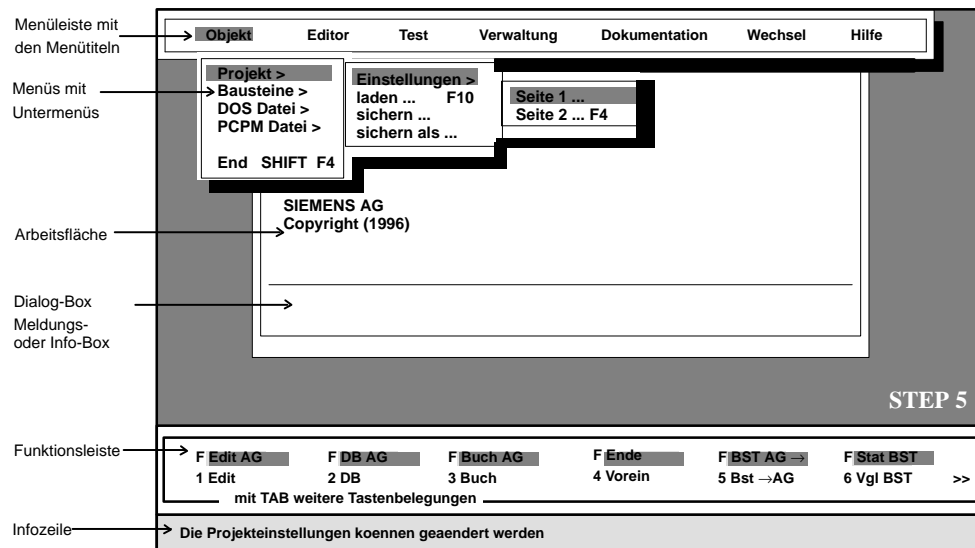 Menüleiste mit
den Menütiteln
Objekt Editor Test Verwaltung Dokumentation Wechsel Hilfe
Menüs mit
Untermenüs
Projekt >
Bausteine >
DOS Datei >
PCPM Datei >
End SHIFT F4
Einstellungen >
laden ... F10
sichern ...
sichern als ...
Seite 1 ...
Seite 2 ... F4
SIEMENS AG
Copyright (1996)
Arbeitsfläche
Dialog-Box
Meldungs-
oder Info-Box
STEP 5
Funktionsleiste
F Edit AG F DB AG F Buch AG F Ende F BST AG → F Stat BST
1 Edit 2 DB 3 Buch 4 Vorein 5 Bst →AG 6 Vgl BST >>
mit TAB weitere Tastenbelegungen
Infozeile
Die Projekteinstellungen koennen geaendert werden